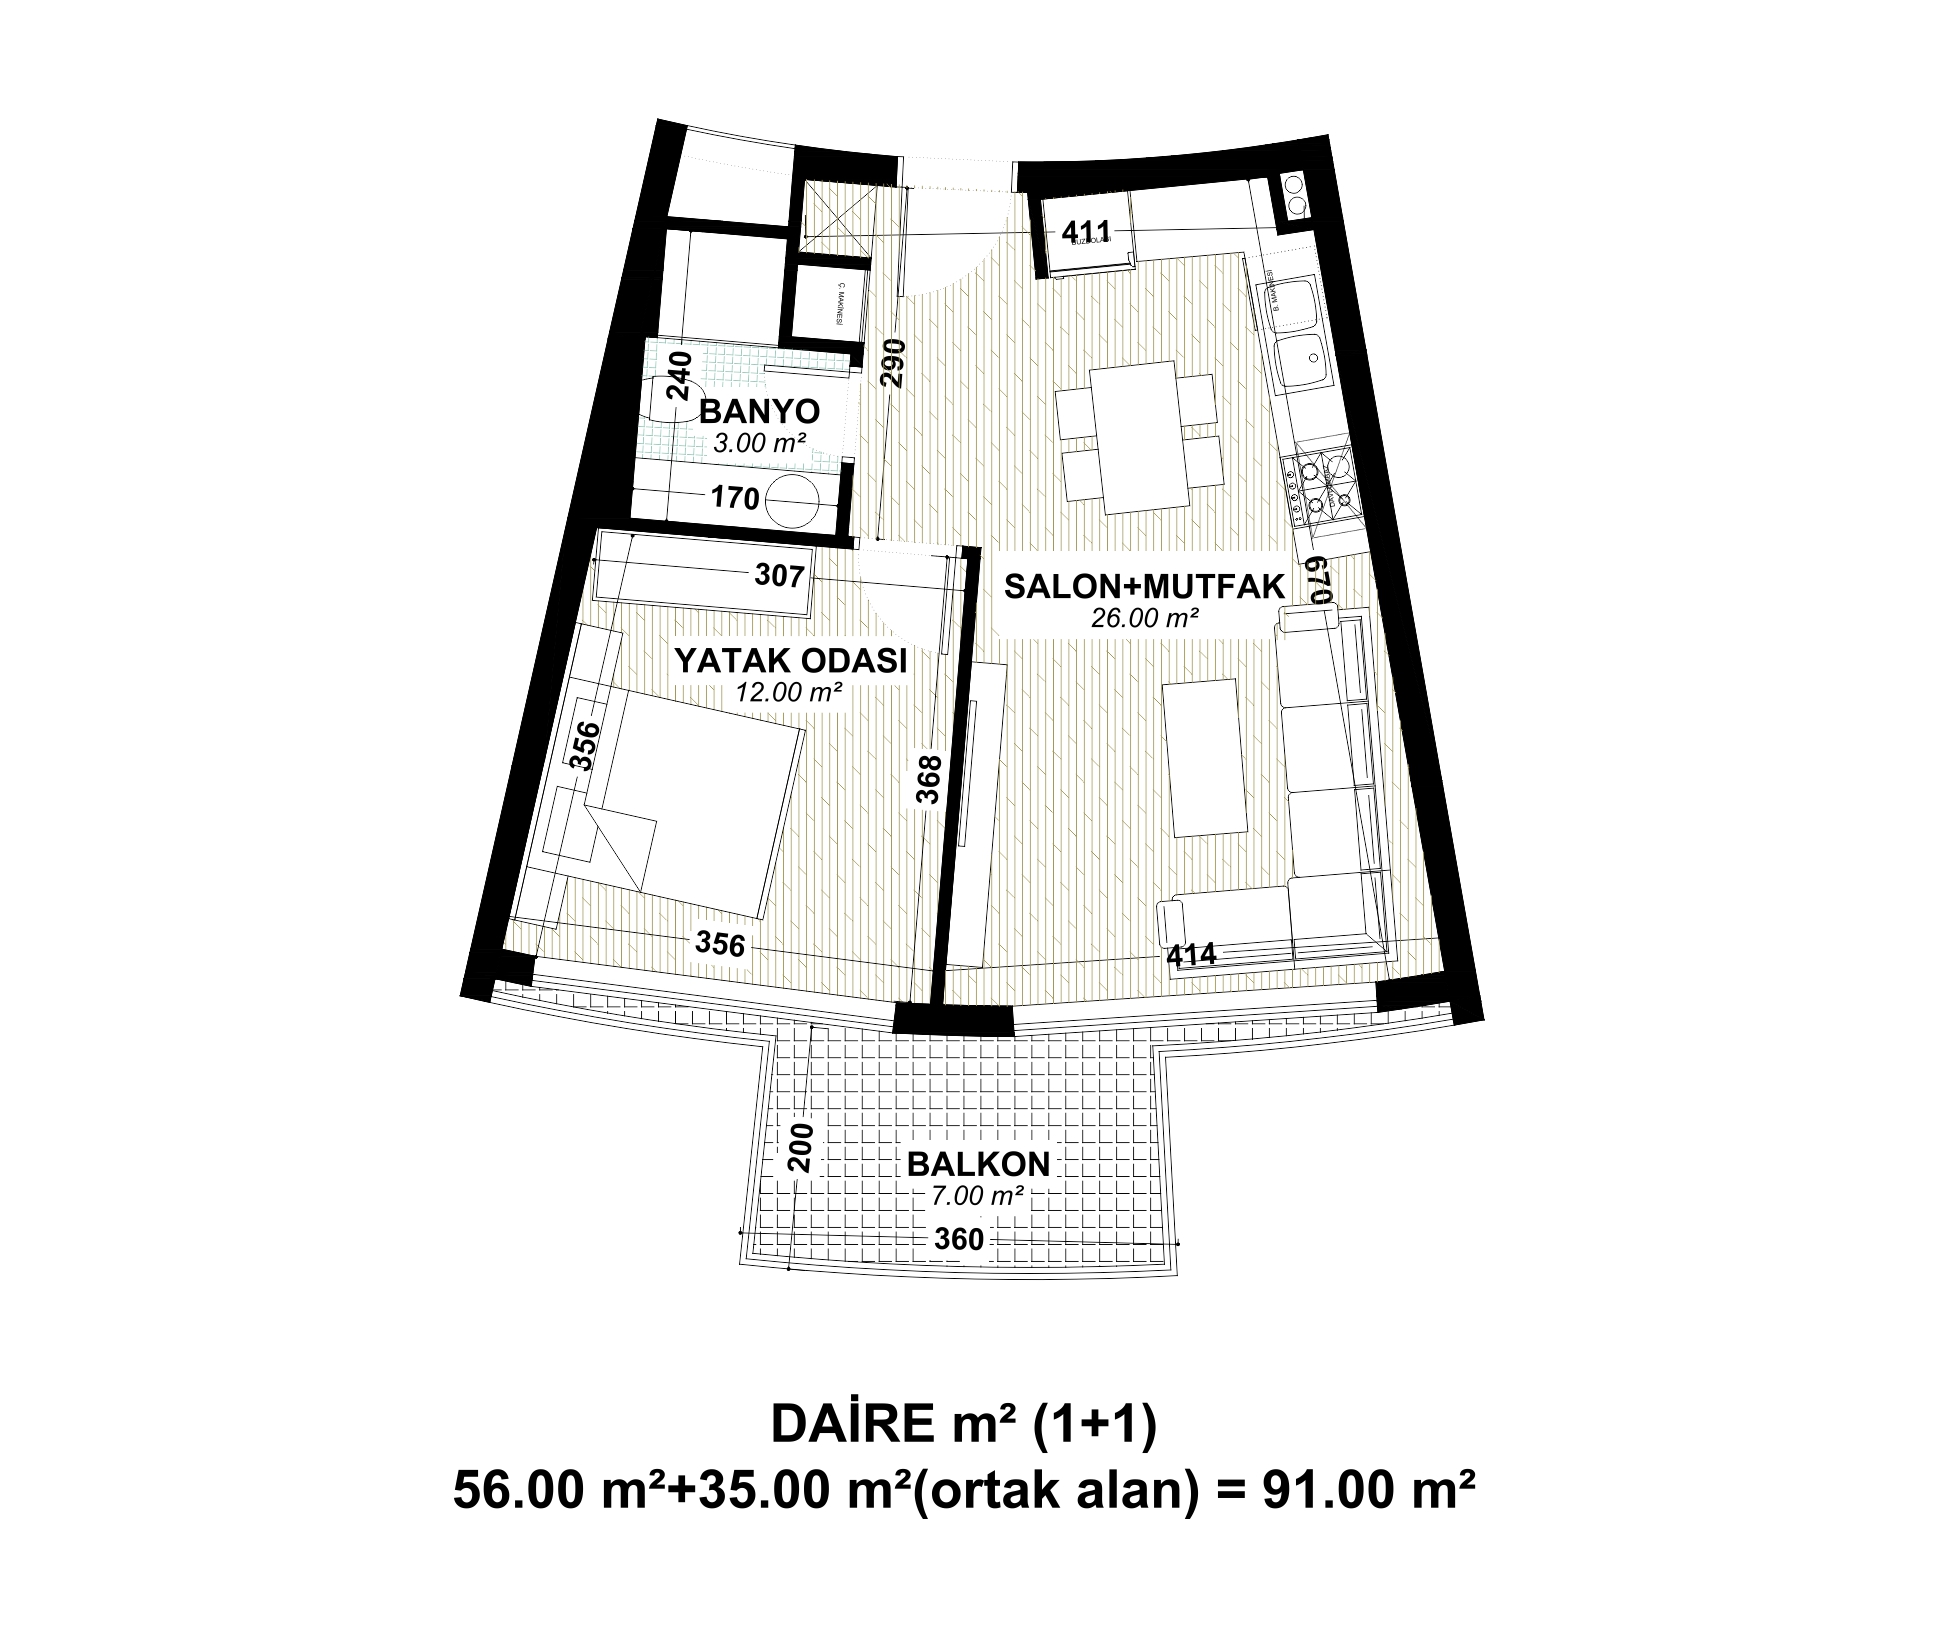 411
BUZDOLABI
Ç. MAKİNESİ
B. MAKİNESİ
290
240
BANYO
3.00 m²
170
307
670
SALON+MUTFAK
26.00 m²
YATAK ODASI
12.00 m²
356
368
356
414
200
BALKON
7.00 m²
360
DAİRE m² (1+1)
56.00 m²+35.00 m²(ortak alan) = 91.00 m²